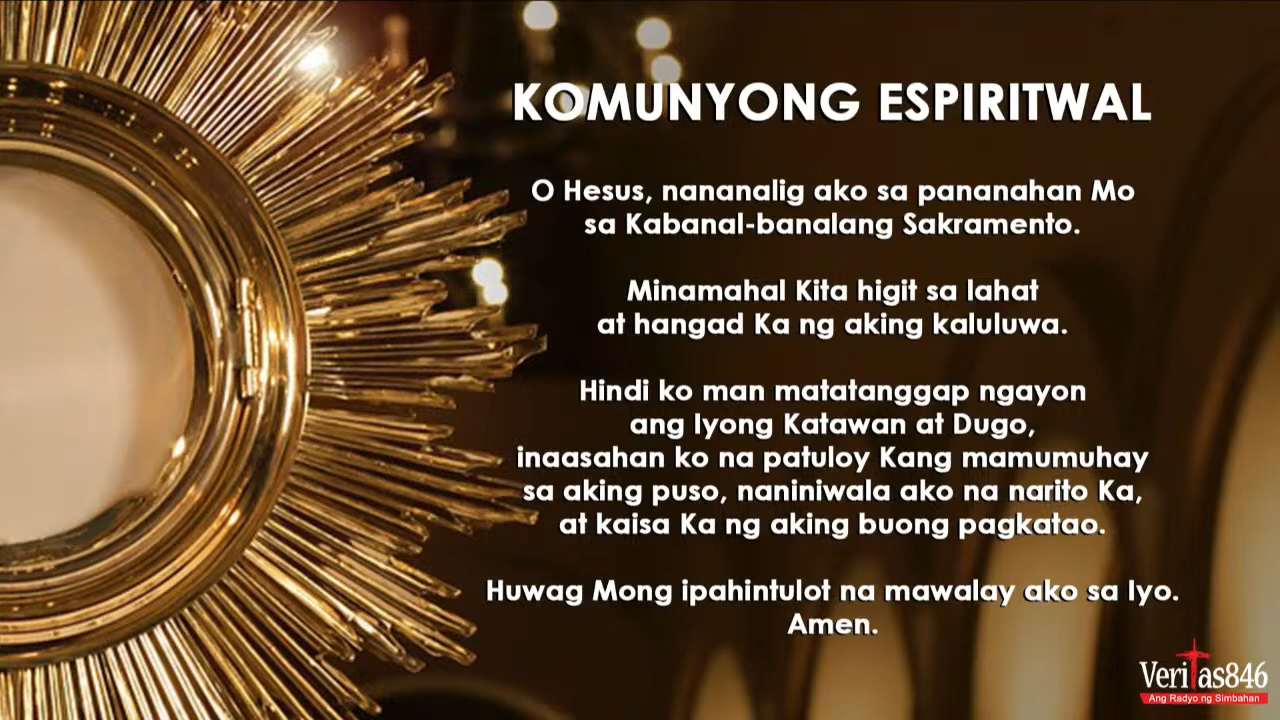 KOMUNYONG ESPIRITWAL
O Hesus, nananalig ako sa pananahan Mo
sa Kabanal-banalang Sakramento.
Minamahal Kita higit sa lahat
at hangad Ka ng aking kaluluwa.
Hindi ko man matatanggap ngayon
ang Iyong Katawan at Dugo,
inaasahan ko na patuloy Kang mamumuhay
sa aking puso, naniniwala ako na narito Ka,
at kaisa Ka ng aking buong pagkatao.
Huwag Mong ipahintulot na mawalay ako sa Iyo.
Amen.
Veritas846
Ang Radyo ng Simbahan